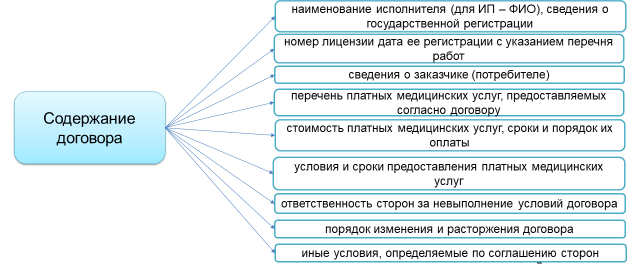 Содержание
договора
наименование исполнителя (для ИП – ФИО), сведения о
государственной регистрации
номер лицензии дата ее регистрации с указанием перечня
работ
сведения о заказчике (потребителе)
перечень платных медицинских услуг, предоставляемых
согласно договору
стоимость платных медицинских услуг, сроки и порядок их
оплаты
условия и сроки предоставления платных медицинских
услуг
ответственность сторон за невыполнение условий договора
порядок изменения и расторжения договора
иные условия, определяемые по соглашению сторон